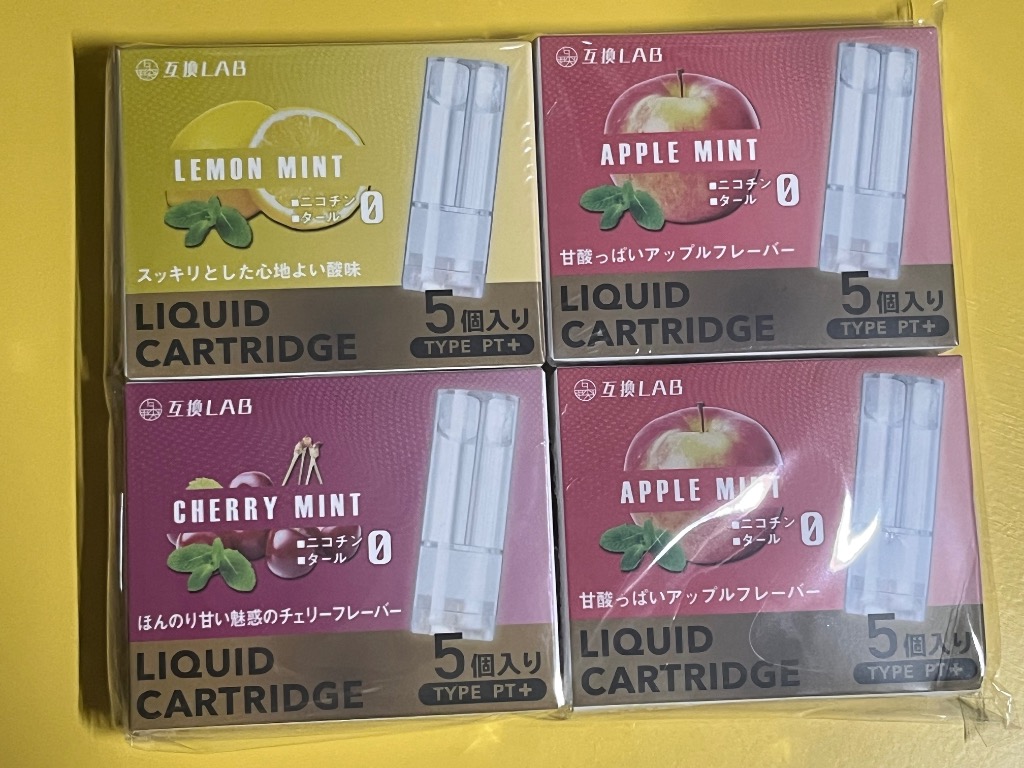 互換LAB
LEMON MINT
■ニコチン
■タール 0
スッキリとした心地よい酸味
LIQUID
CARTRIDGE
5個入り
TYPE PT+
互換LAB
APPLE MINT
■ニコチン
■タール 0
甘酸っぱいアップルフレーバー
LIQUID
CARTRIDGE
5個入り
TYPE PT+
互換LAB
CHERRY MINT
■ニコチン
■タール 0
ほんのり甘い魅惑のチェリーフレーバー
LIQUID
CARTRIDGE
5個入り
TYPE PT+
互換LAB
APPLE MINT
■ニコチン
■タール 0
甘酸っぱいアップルフレーバー
LIQUID
CARTRIDGE
5個入り
TYPE PT+